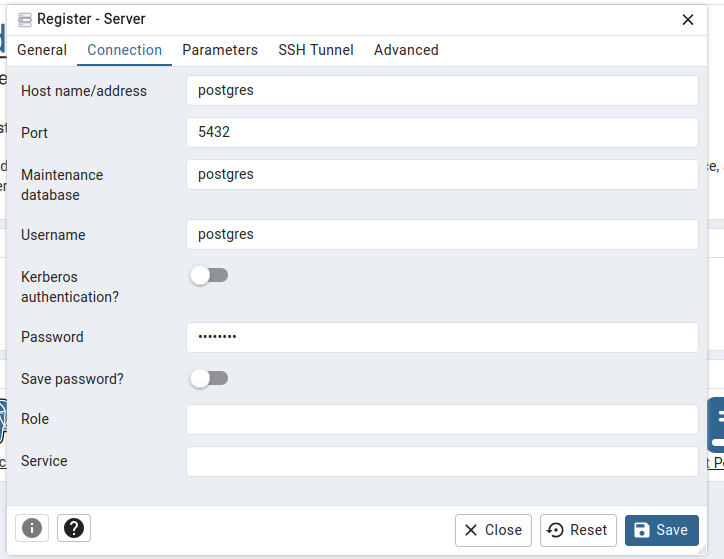 Register - Server
General Connection Parameters SSH Tunnel Advanced
Host name/address postgres
Port 5432
Maintenance
database
postgres
Username postgres
Kerberos
authentication?
Password ••••••••
Save password?
Role
Service
Close Reset Save